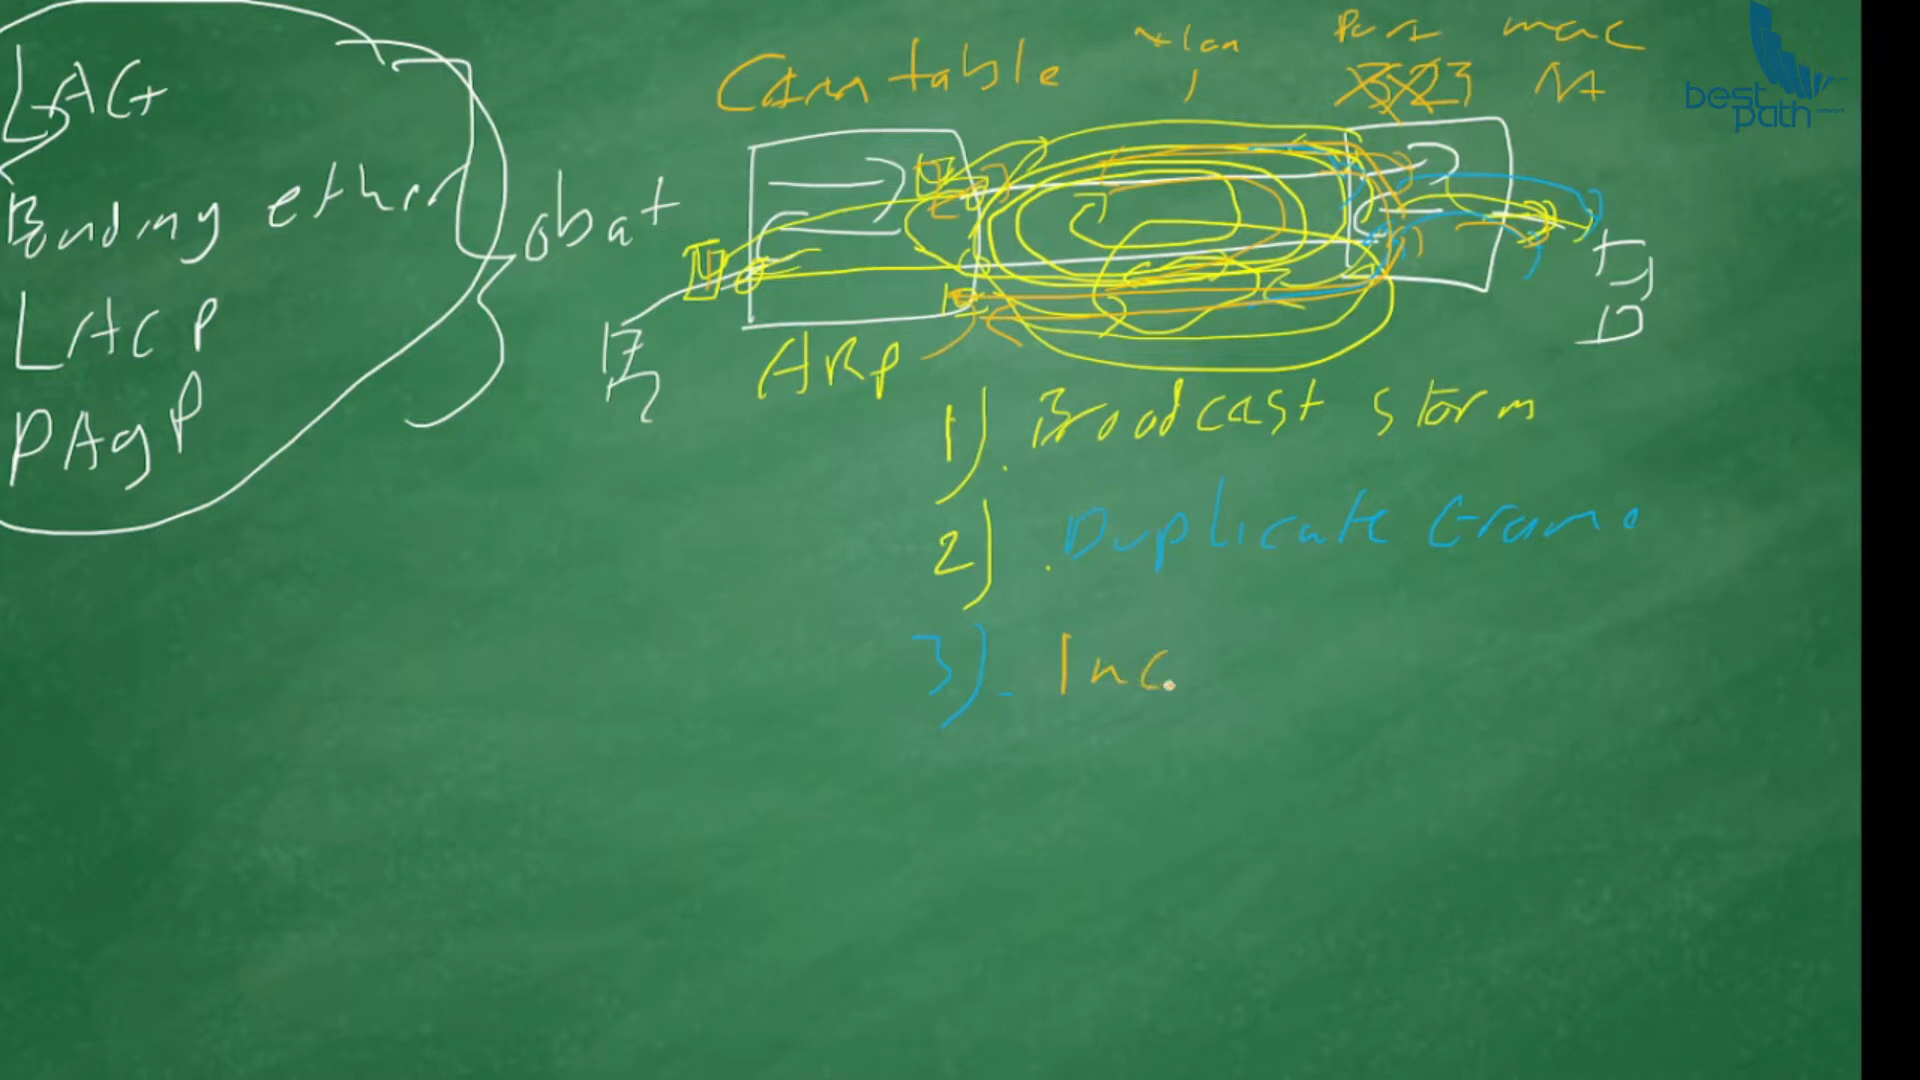 LAG
Bonding ether
LACP
PAgP
obat
Cam table
vlan Port mac
1 3 M
ARP
1). Broadcast storm
2). Duplicate Frame
3). Inc
D
best
path